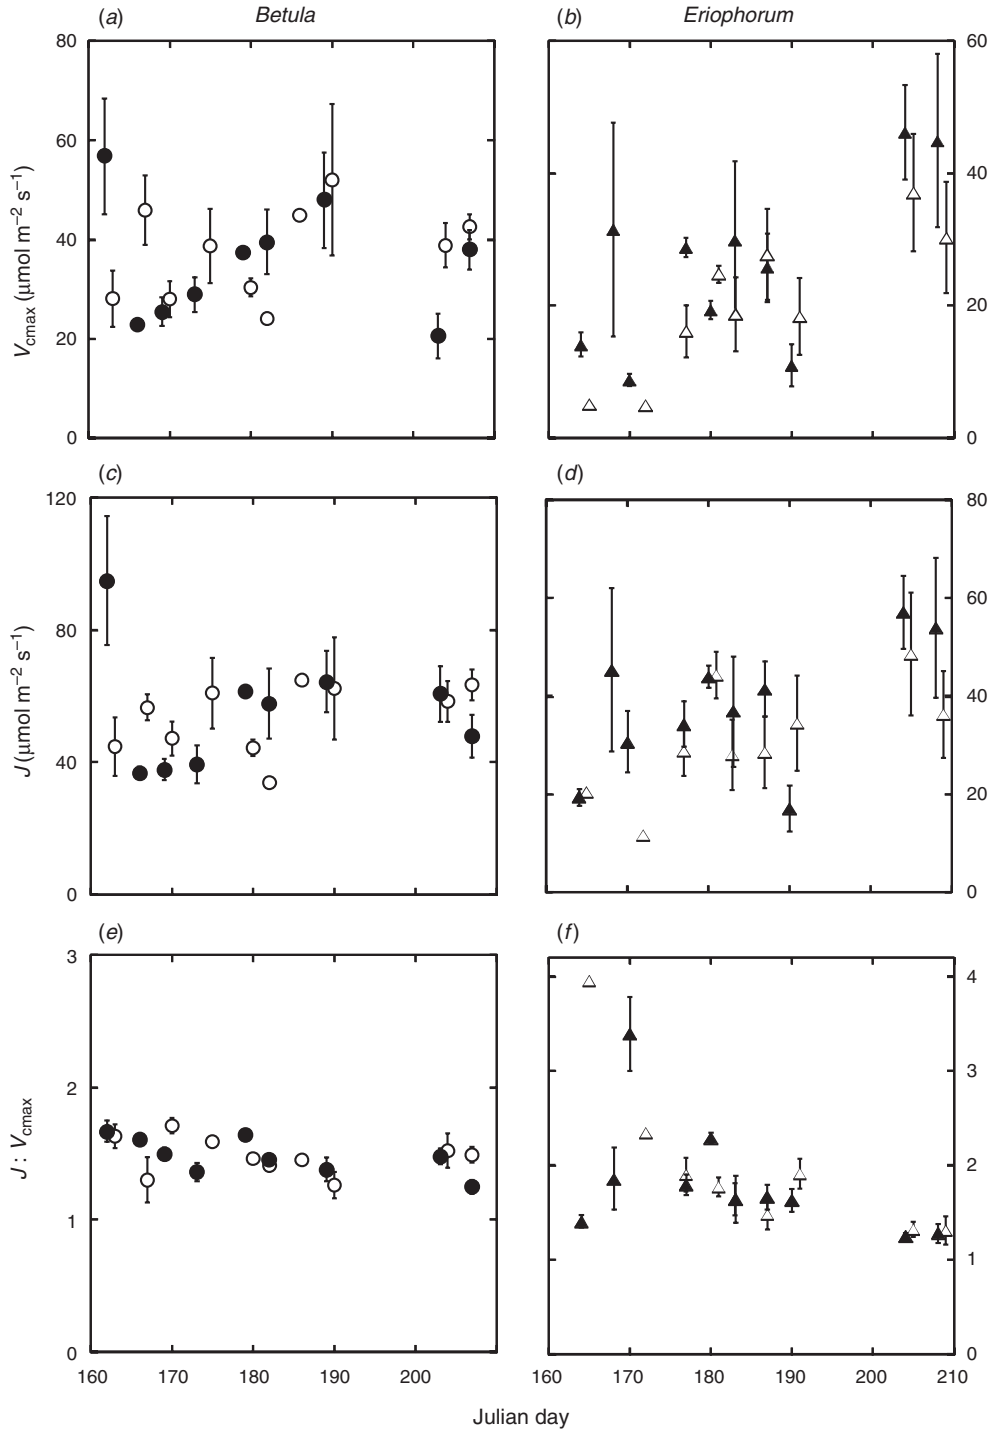 (a) Betula (b) Eriophorum
80 60
60
40
40
20
20
0 0
Vcmax (μmol m−2 s−1)
(c) (d)
120 80
60
80
40
40
20
0 0
J (μmol m−2 s−1)
(e) (f)
3
4
2
3
2
1
1
0 0
J : Vcmax
160 170 180 190 200 160 170 180 190 200 210
Julian day